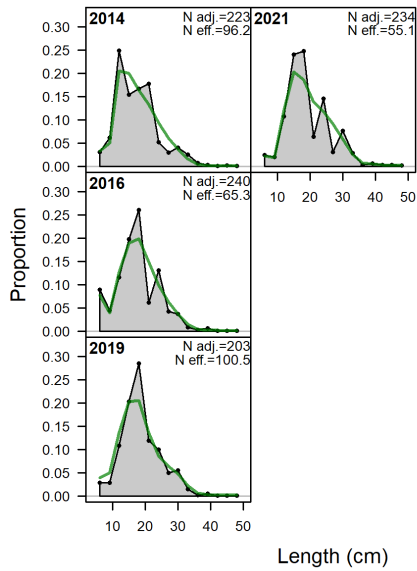 2014
N adj.=223
N eff.=96.2
0.30
0.25
0.20
0.15
0.10
0.05
0.00
2021
N adj.=234
N eff.=55.1
10 20 30 40 50
2016
N adj.=240
N eff.=65.3
0.30
0.25
0.20
0.15
0.10
0.05
0.00
Proportion
2019
N adj.=203
N eff.=100.5
0.30
0.25
0.20
0.15
0.10
0.05
0.00
10 20 30 40 50
Length (cm)